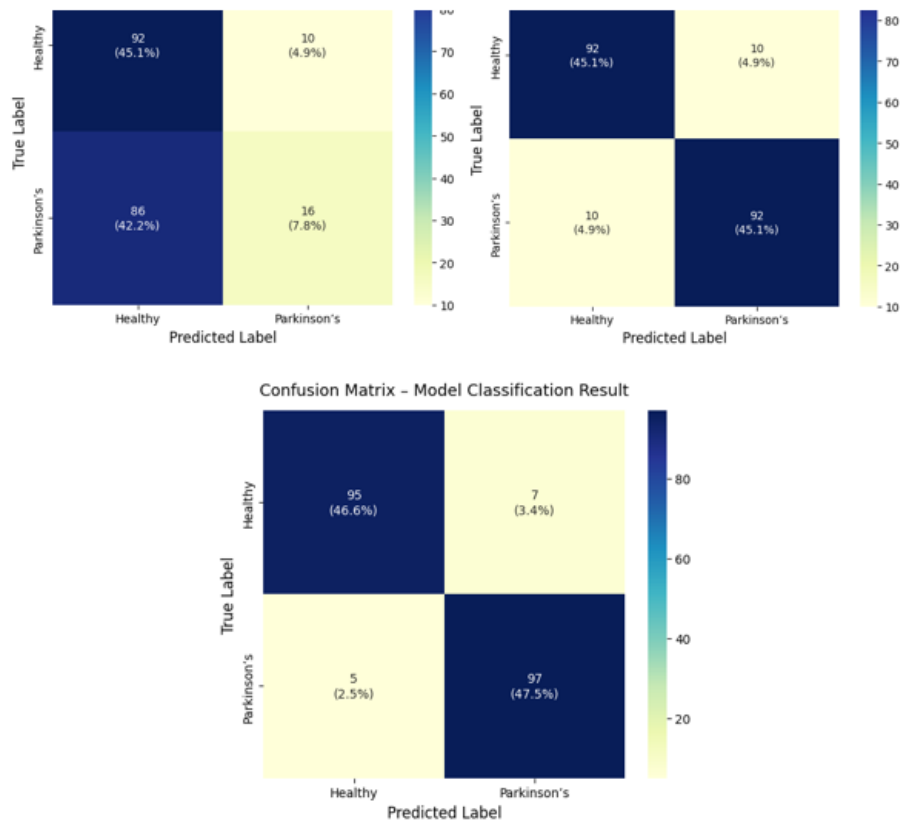 80
70
60
50
40
30
20
10
Healthy
Parkinson's
True Label
92
(45.1%)
10
(4.9%)
86
(42.2%)
16
(7.8%)
Healthy
Parkinson's
Predicted Label
80
70
60
50
40
30
20
10
Healthy
Parkinson's
True Label
92
(45.1%)
10
(4.9%)
10
(4.9%)
92
(45.1%)
Healthy
Parkinson's
Predicted Label
Confusion Matrix – Model Classification Result
Healthy
Parkinson's
True Label
95
(46.6%)
7
(3.4%)
5
(2.5%)
97
(47.5%)
80
60
40
20
Healthy
Parkinson's
Predicted Label